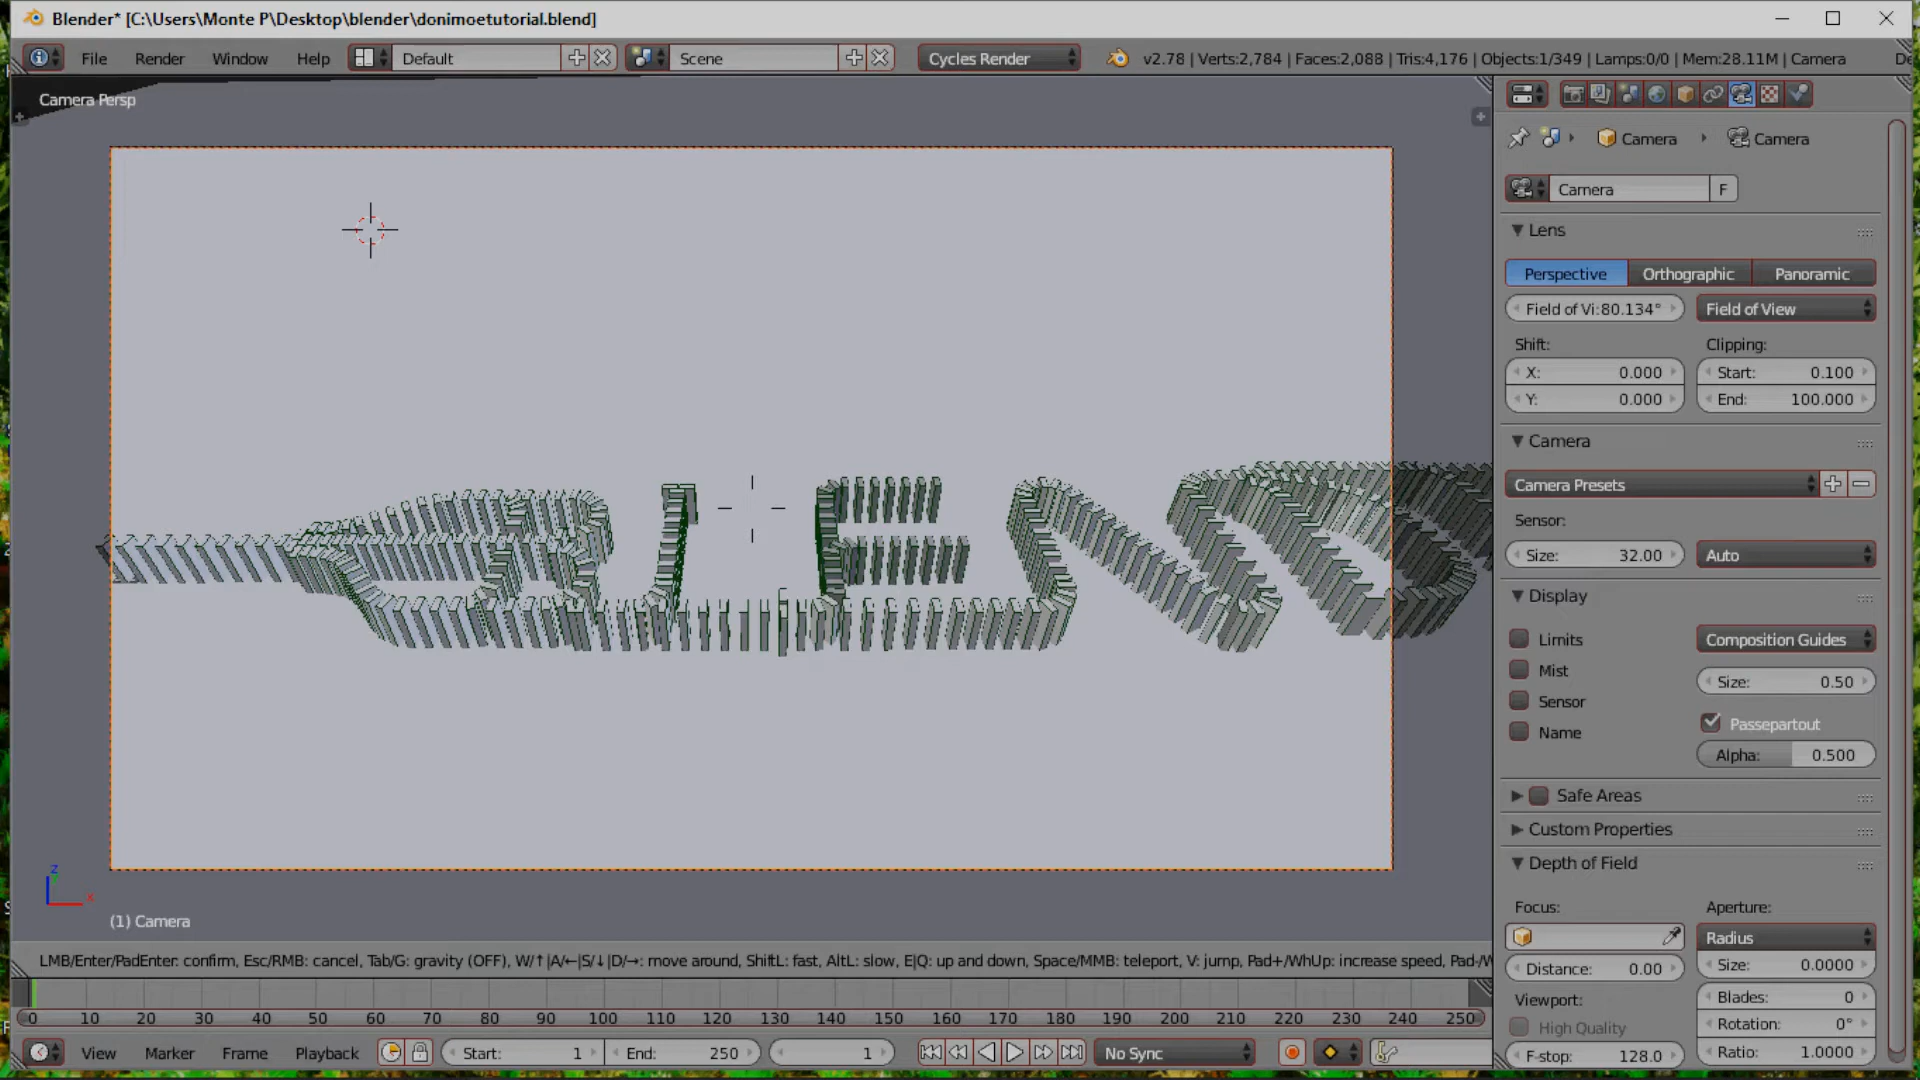 Blender* [C:\Users\Monte P\Desktop\blender\donimoetutorial.blend]
File Render Window Help Default Scene Cycles Render v2.78 | Verts:2,784 | Faces:2,088 | Tris:4,176 | Objects:1/349 | Lamps:0/0 | Mem:28.11M | Camera
Camera Persp
Camera Camera
Camera F
Lens
Perspective Orthographic Panoramic
Field of Vi:80.134° Field of View
Shift: Clipping:
X: 0.000 Start: 0.100
Y: 0.000 End: 100.000
Camera
Camera Presets
Sensor:
Size: 32.00 Auto
Display
Limits Composition Guides
Mist Size: 0.50
Sensor
Name Passepartout
Alpha: 0.500
Safe Areas
Custom Properties
Depth of Field
Focus: Aperture:
Radius
Distance: 0.00 Size: 0.0000
Viewport: Blades: 0
High Quality Rotation: 0°
F-stop: 128.0 Ratio: 1.0000
z
x
(1) Camera
LMB/Enter/PadEnter: confirm, Esc/RMB: cancel, Tab/G: gravity (OFF), W/↑|A/←|S/↓|D/→: move around, ShiftL: fast, AltL: slow, E|Q: up and down, Space/MMB: teleport, V: jump, Pad+/WhUp: increase speed, Pad-/W
0 10 20 30 40 50 60 70 80 90 100 110 120 130 140 150 160 170 180 190 200 210 220 230 240 250
View Marker Frame Playback Start: 1 End: 250 1 No Sync